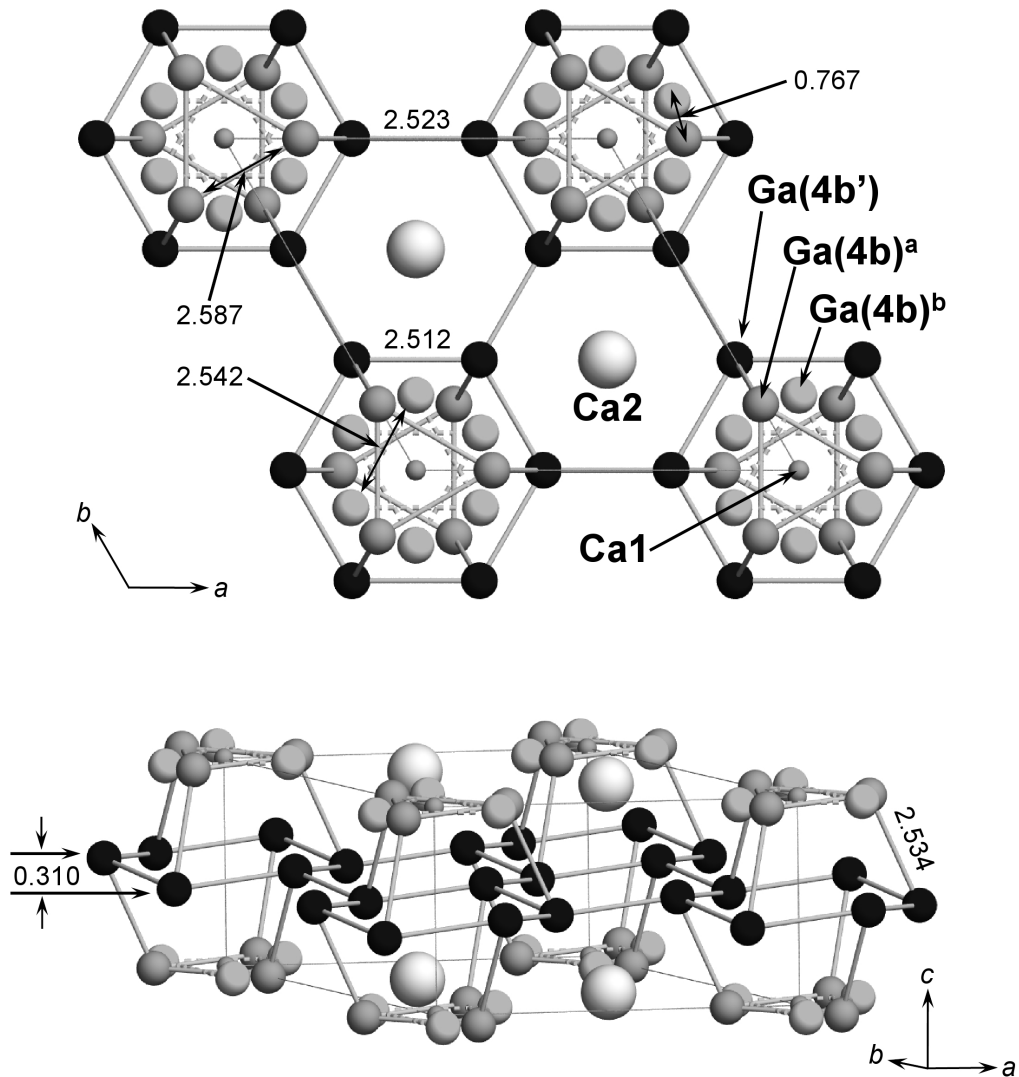 0.767
2.523
Ga(4b’)
Ga(4b)a
Ga(4b)b
2.587
2.512
2.542
Ca2
Ca1
b
a
2.534
0.310
c
b
a